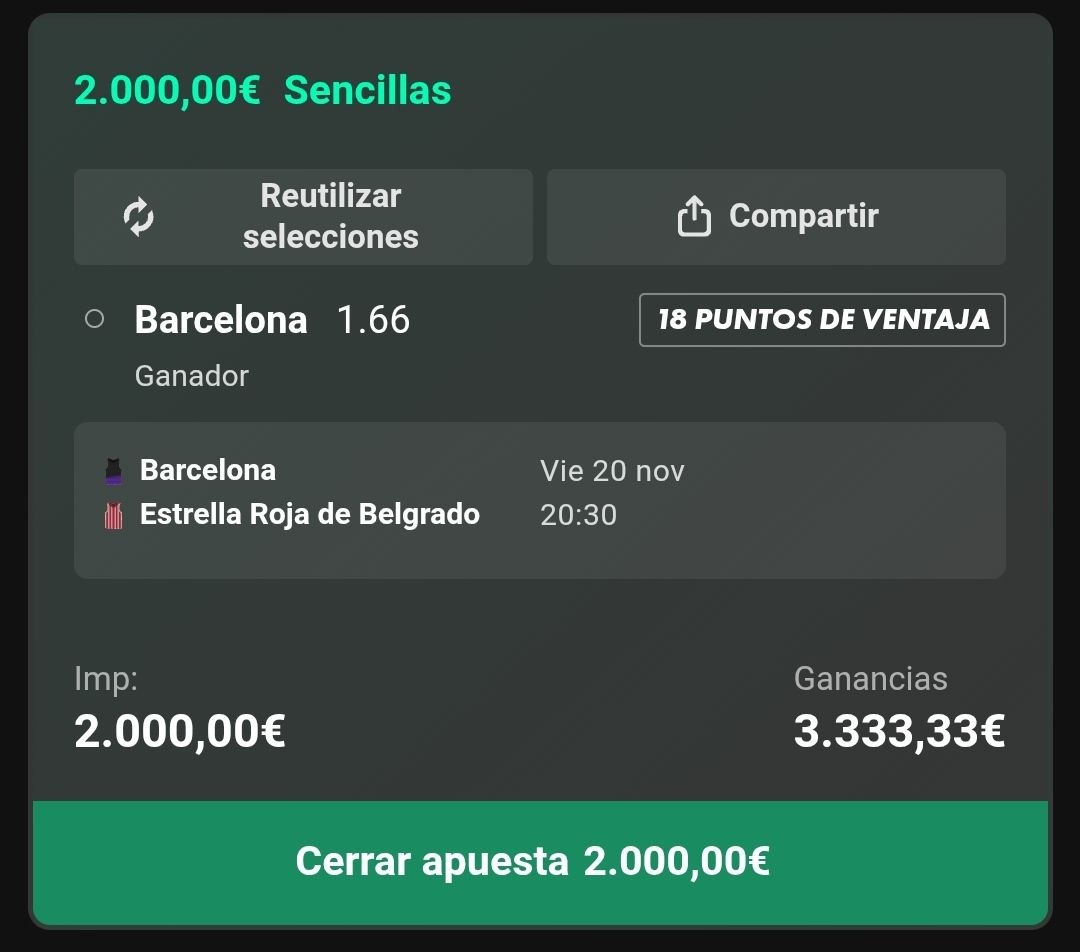 2.000,00€ Sencillas
Reutilizar
selecciones
Compartir
Barcelona 1.66
18 PUNTOS DE VENTAJA
Ganador
Barcelona
Vie 20 nov
Estrella Roja de Belgrado
20:30
Imp:
Ganancias
2.000,00€
3.333,33€
Cerrar apuesta 2.000,00€